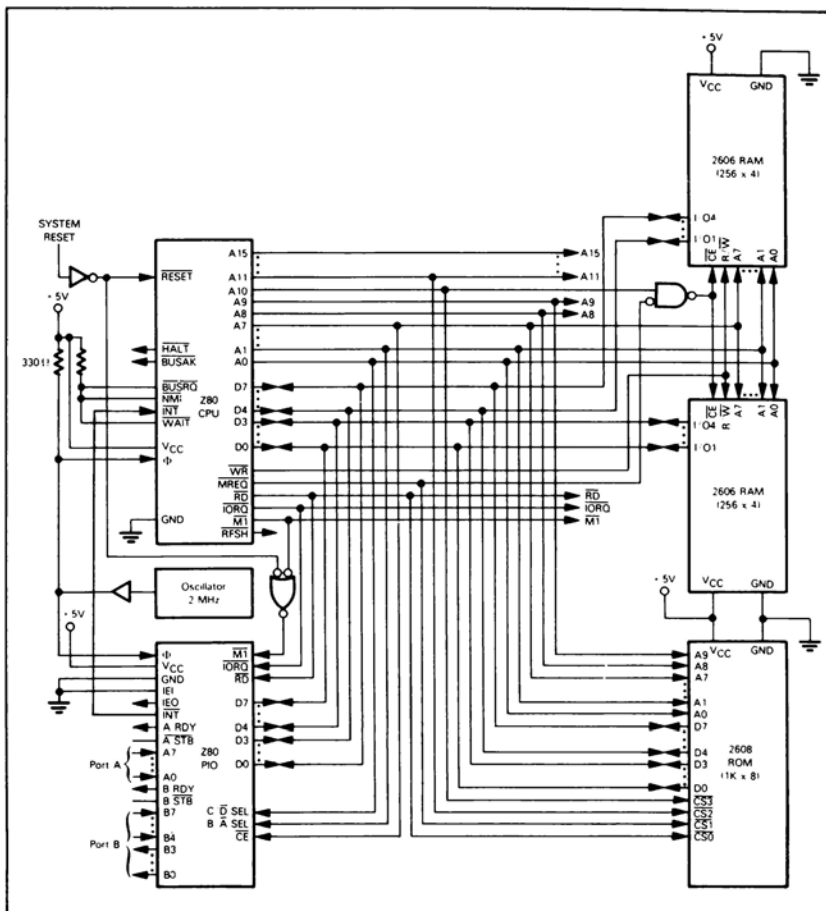 + 5V
VCC
GND
2606 RAM
(256 x 4)
I/O4
I/O1
CE
R/W
A7
A1
A0
SYSTEM
RESET
+ 5V
330Ω
RESET
HALT
BUSAK
BUSRQ
NMI
INT
WAIT
VCC
Φ
GND
Z80
CPU
A15
A11
A10
A9
A8
A7
A1
A0
D7
D4
D3
D0
WR
MREQ
RD
IORQ
M1
RFSH
A15
A11
A9
A8
RD
IORQ
M1
CE
R/W
A7
A1
A0
I/O4
I/O1
2606 RAM
(256 x 4)
+ 5V
VCC
GND
Oscillator
2 MHz
+ 5V
Φ
VCC
GND
IEI
IEO
INT
A RDY
A STB
A7
A0
B RDY
B STB
B7
B4
B3
B0
Port A
Port B
Z80
PIO
M1
IORQ
RD
D7
D4
D3
D0
C D SEL
B A SEL
CE
VCC
GND
A9
A8
A7
A1
A0
D7
D4
D3
D0
CS3
CS2
CS1
CS0
2608
ROM
(1K x 8)